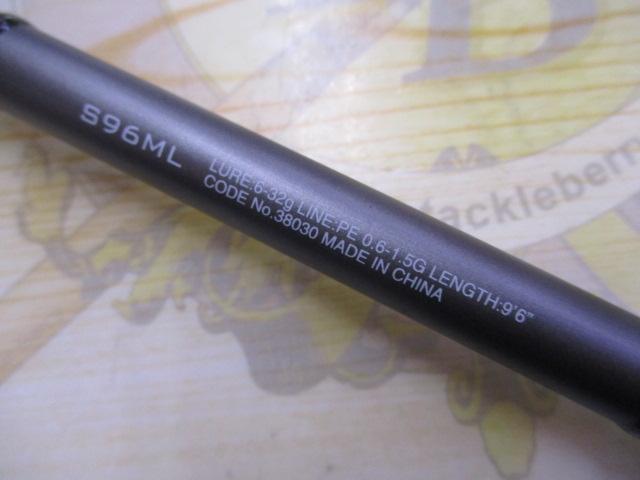 S96ML
LURE:6-32g LINE:PE 0.6-1.5G LENGTH:9'6"
CODE No.38030 MADE IN CHINA
B